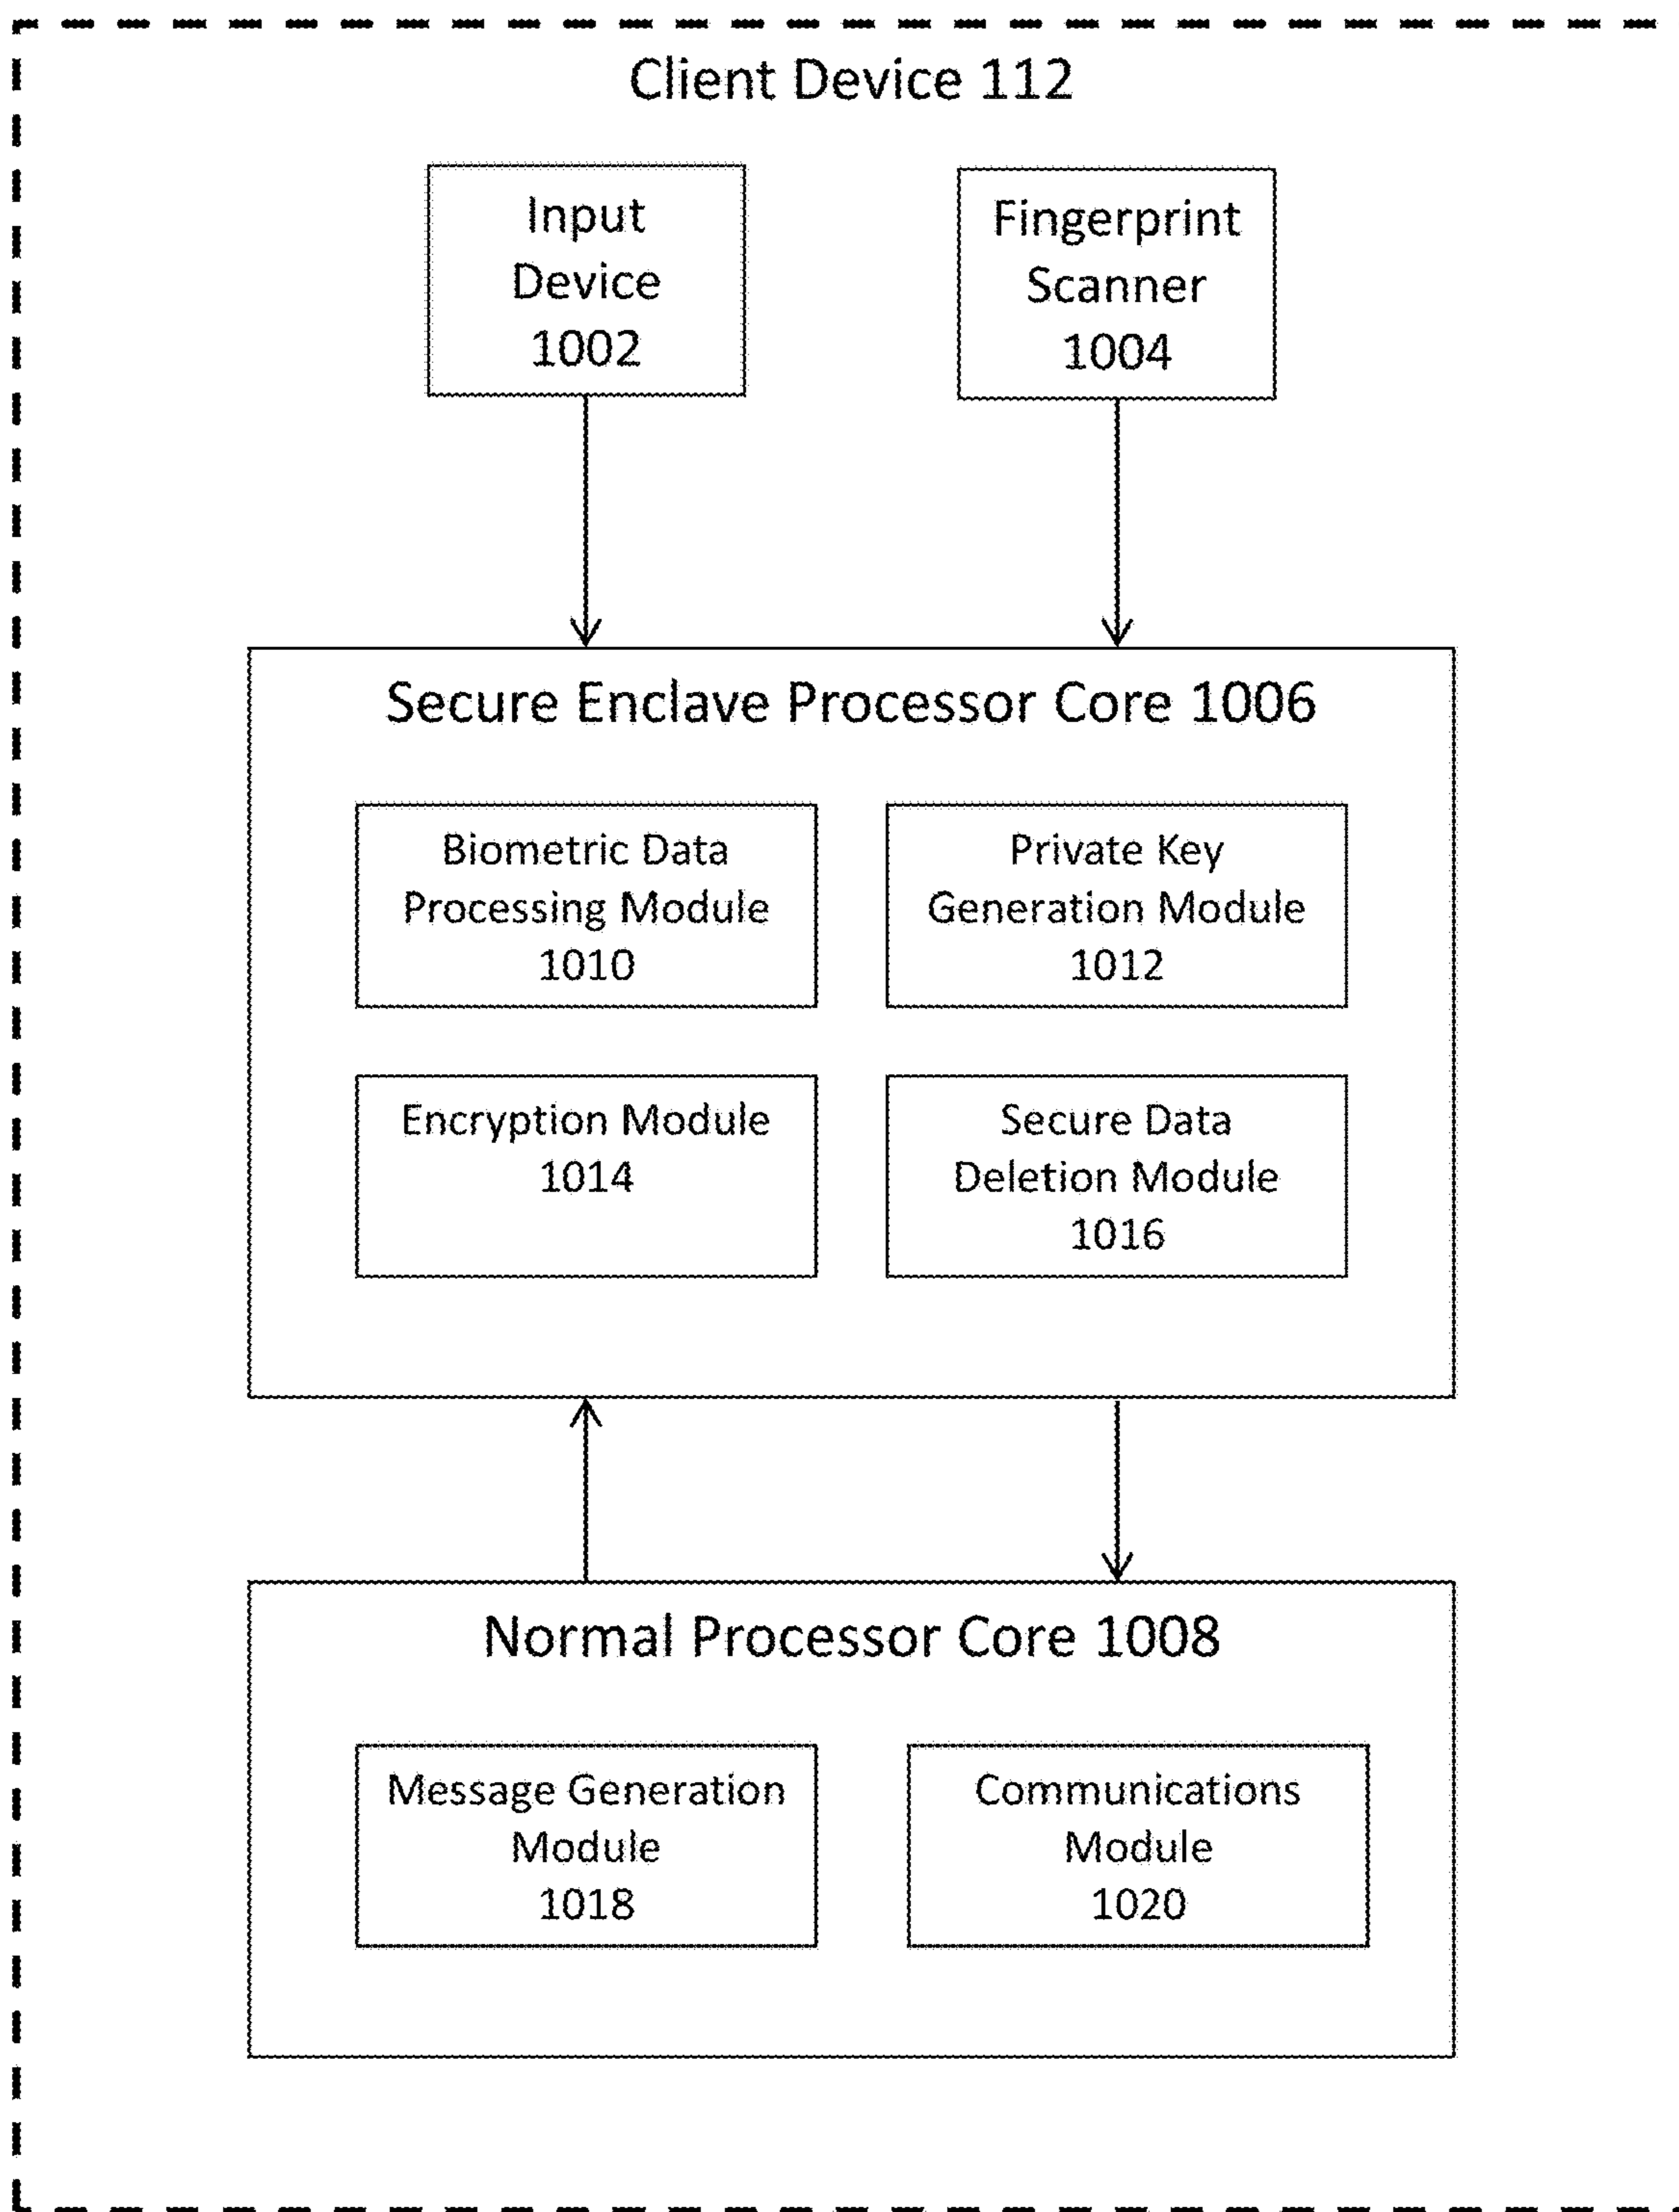 Client Device 112
Input
Device
1002
Fingerprint
Scanner
1004
Secure Enclave Processor Core 1006
Biometric Data
Processing Module
1010
Private Key
Generation Module
1012
Encryption Module
1014
Secure Data
Deletion Module
1016
Normal Processor Core 1008
Message Generation
Module
1018
Communications
Module
1020